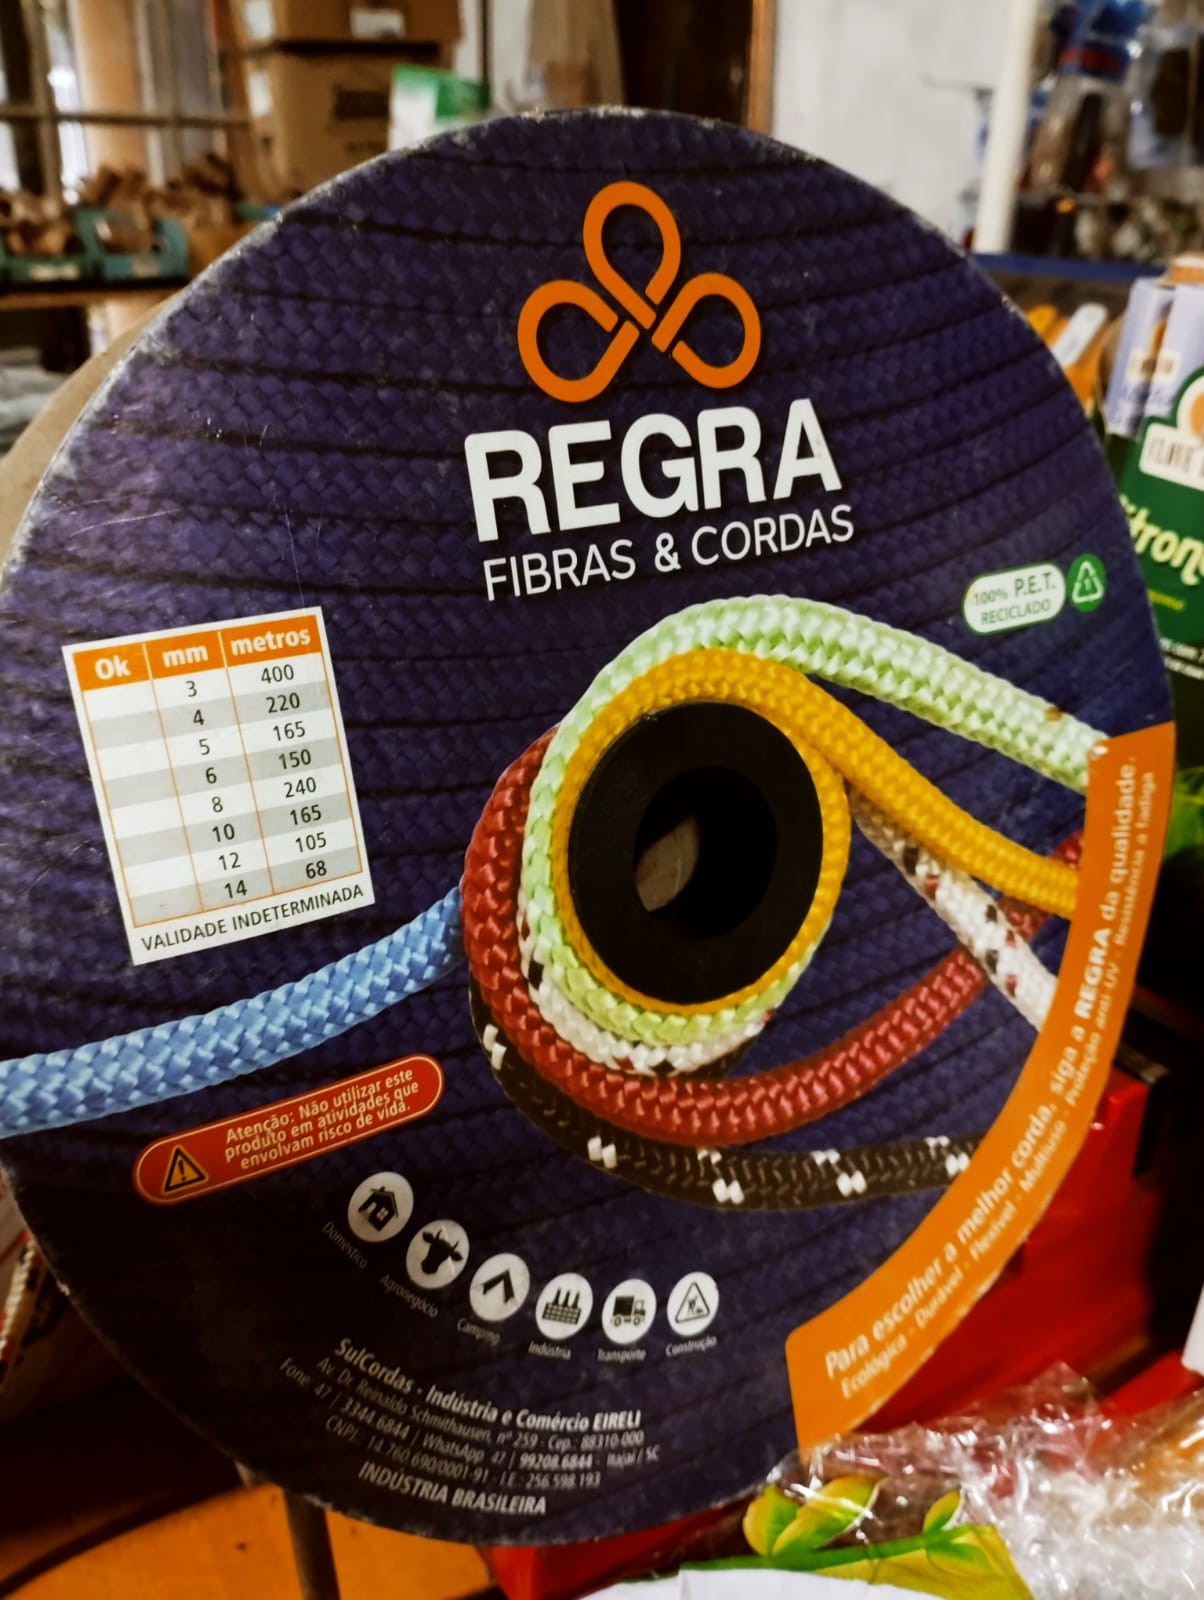 REGRA
FIBRAS & CORDAS
100% P.E.T.
RECICLADO
Ok mm metros
3 400
4 220
5 165
6 150
8 240
10 165
12 105
14 68
VALIDADE INDETERMINADA
Atenção: Não utilizar este
produto em atividades que
envolvam risco de vida.
Doméstico
Agronegócio
Camping
Indústria
Transporte
Construção
Para escolher a melhor corda, siga a REGRA da qualidade.
Ecológica - Durável - Flexível - Multiuso - Proteção anti-UV - Resistência a fadiga
SulCordas - Indústria e Comércio EIRELI
Av. Dr. Reinaldo Schmithausen, nº 259 - Cep.: 88310-000
Fone: 47 | 3344.6844 | WhatsApp 47 | 99208.6844 - Itajaí / SC
CNPJ: 14.760.690/0001-91 - I.E.: 256.598.193
INDÚSTRIA BRASILEIRA